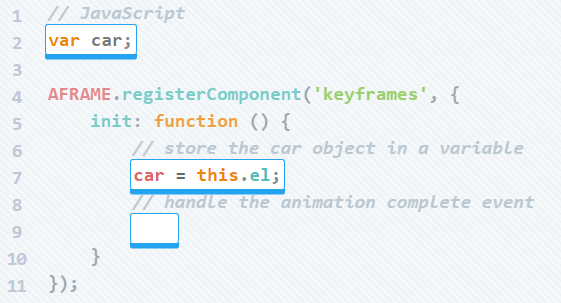 1 // JavaScript
2 var car;
3
4 AFRAME.registerComponent('keyframes', {
5 init: function () {
6 // store the car object in a variable
7 car = this.el;
8 // handle the animation complete event
9
10 }
11 });